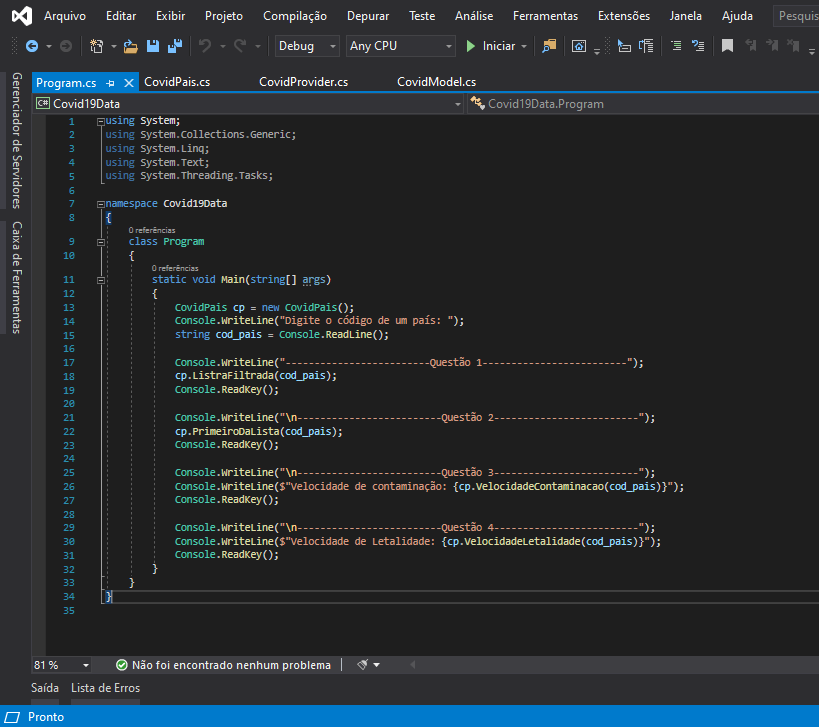 Arquivo Editar Exibir Projeto Compilação Depurar Teste Análise Ferramentas Extensões Janela Ajuda Pesquis
Debug Any CPU Iniciar
Gerenciador de Servidores
Caixa de Ferramentas
Program.cs CovidPais.cs CovidProvider.cs CovidModel.cs
C# Covid19Data Covid19Data.Program
1 using System;
2 using System.Collections.Generic;
3 using System.Linq;
4 using System.Text;
5 using System.Threading.Tasks;
6
7 namespace Covid19Data
8 {
0 referências
9 class Program
10 {
0 referências
11 static void Main(string[] args)
12 {
13 CovidPais cp = new CovidPais();
14 Console.WriteLine("Digite o código de um país: ");
15 string cod_pais = Console.ReadLine();
16
17 Console.WriteLine("-------------------------Questão 1-------------------------");
18 cp.ListraFiltrada(cod_pais);
19 Console.ReadKey();
20
21 Console.WriteLine("\n-------------------------Questão 2-------------------------");
22 cp.PrimeiroDaLista(cod_pais);
23 Console.ReadKey();
24
25 Console.WriteLine("\n-------------------------Questão 3-------------------------");
26 Console.WriteLine($"Velocidade de contaminação: {cp.VelocidadeContaminacao(cod_pais)}");
27 Console.ReadKey();
28
29 Console.WriteLine("\n-------------------------Questão 4-------------------------");
30 Console.WriteLine($"Velocidade de Letalidade: {cp.VelocidadeLetalidade(cod_pais)}");
31 Console.ReadKey();
32 }
33 }
34 }
35
81 % Não foi encontrado nenhum problema
Saída Lista de Erros
Pronto